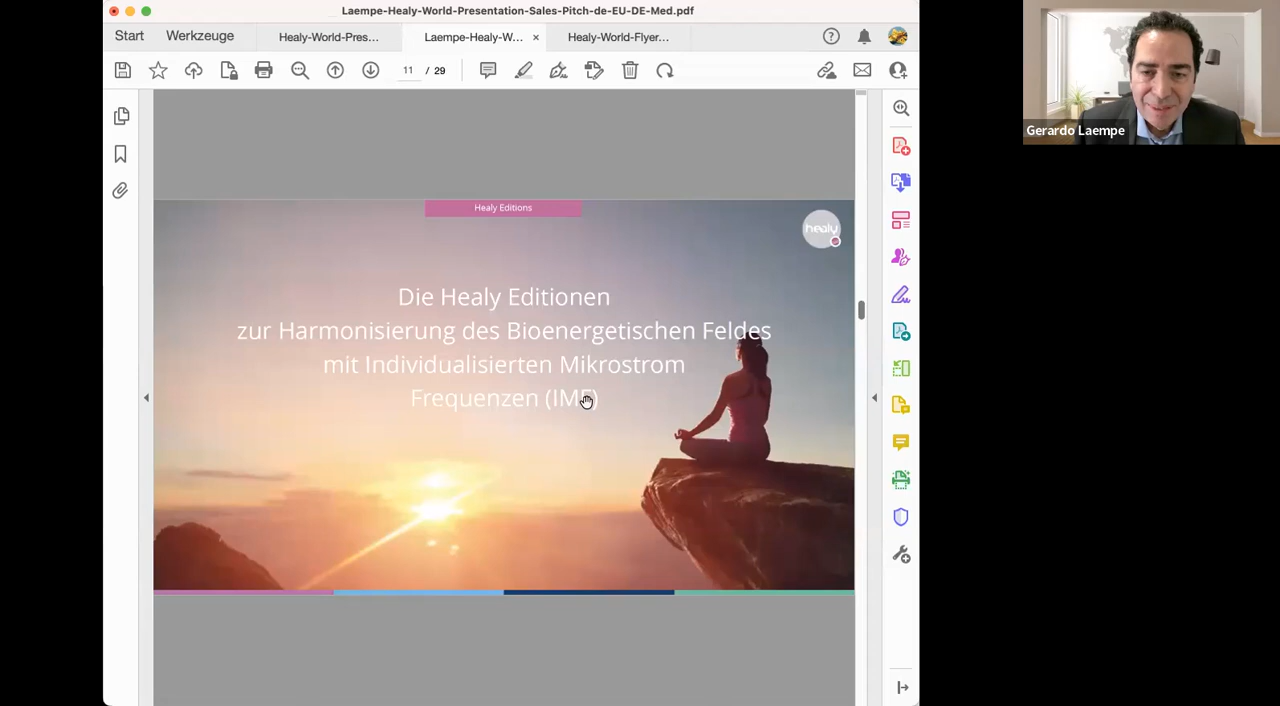 Laempe-Healy-World-Presentation-Sales-Pitch-de-EU-DE-Med.pdf
Start
Werkzeuge
Healy-World-Pres...
Laempe-Healy-W...
Healy-World-Flyer...
11 / 29
Gerardo Laempe
Healy Editions
healy
Die Healy Editionen
zur Harmonisierung des Bioenergetischen Feldes
mit Individualisierten Mikrostrom
Frequenzen (IMF)